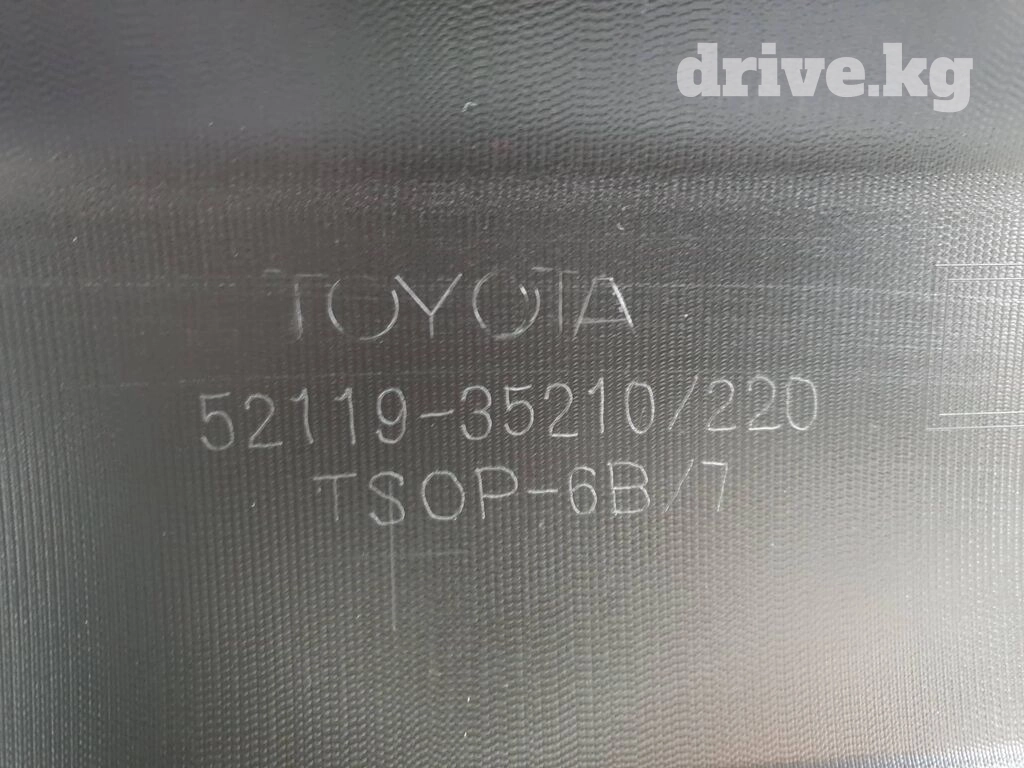 drive.kg
TOYOTA
52119-35210/220
TSOP-6B/7